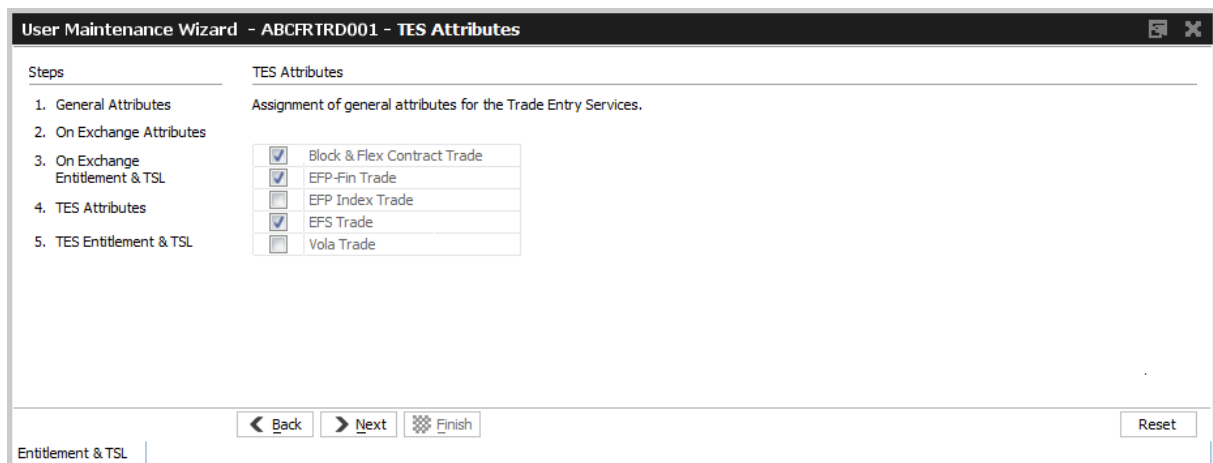 User Maintenance Wizard - ABCFRTRD001 - TES Attributes
Steps
1. General Attributes
2. On Exchange Attributes
3. On Exchange
Entitlement & TSL
4. TES Attributes
5. TES Entitlement & TSL
TES Attributes
Assignment of general attributes for the Trade Entry Services.
Block & Flex Contract Trade
EFP-Fin Trade
EFP Index Trade
EFS Trade
Vola Trade
Back
Next
Finish
Reset
Entitlement & TSL